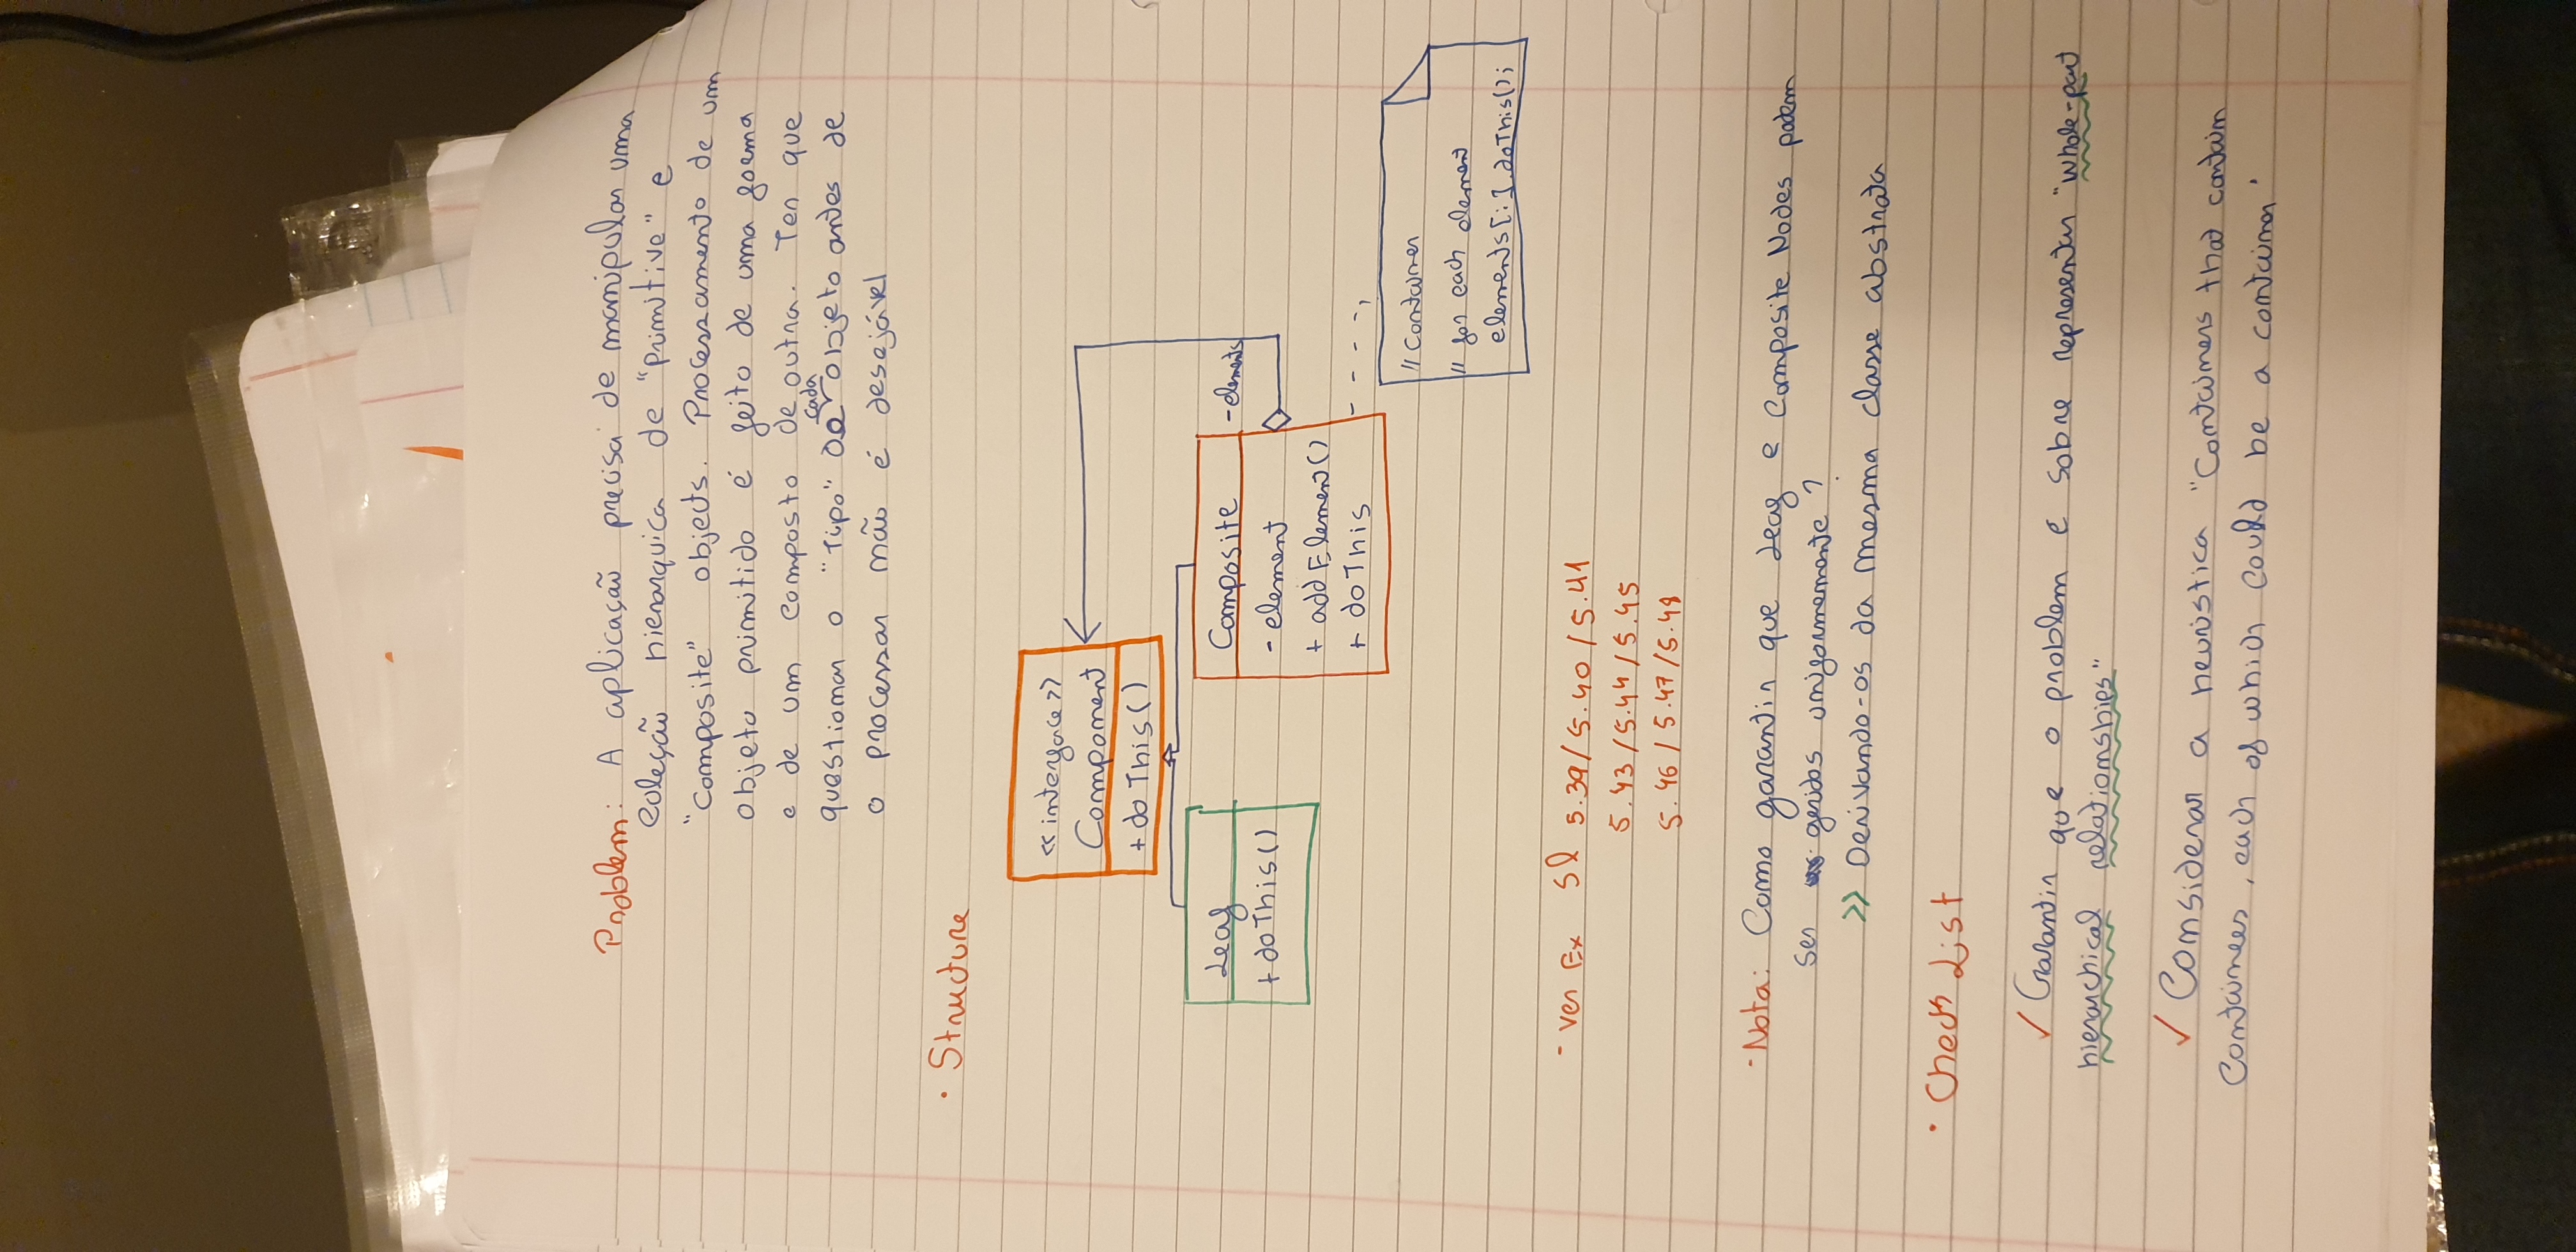 Problem: A aplicação precisa de manipular uma
coleção hierarquica de "primitive" e
"composite" objects. Processamento de um
objeto primitido é feito de uma forma
e de um composto de outra. Ter que
questionar o "tipo" de cada objeto antes de
o processar não é desejável
• Structure
<<interface>>
Component
+ doThis()
Leaf
+ doThis()
Composite
- element
+ addElement()
+ doThis
- elements
// Container
// for each element
elements[i].doThis();
- ver Ex Sl 5.39 / 5.40 / 5.41
5.43 / 5.44 / 5.45
5.46 / 5.47 / 5.48
- Nota: Como garantir que Leaf e Composite Nodes podem
ser geridos uniformemente?
>> Derivando-os da mesma classe abstrata
• Check List
✓ Garantir que o problem e sobre representar "whole-part
hierarchical relationships"
✓ Considerar a heuristica "Containers that contain
Containees, each of which could be a container"